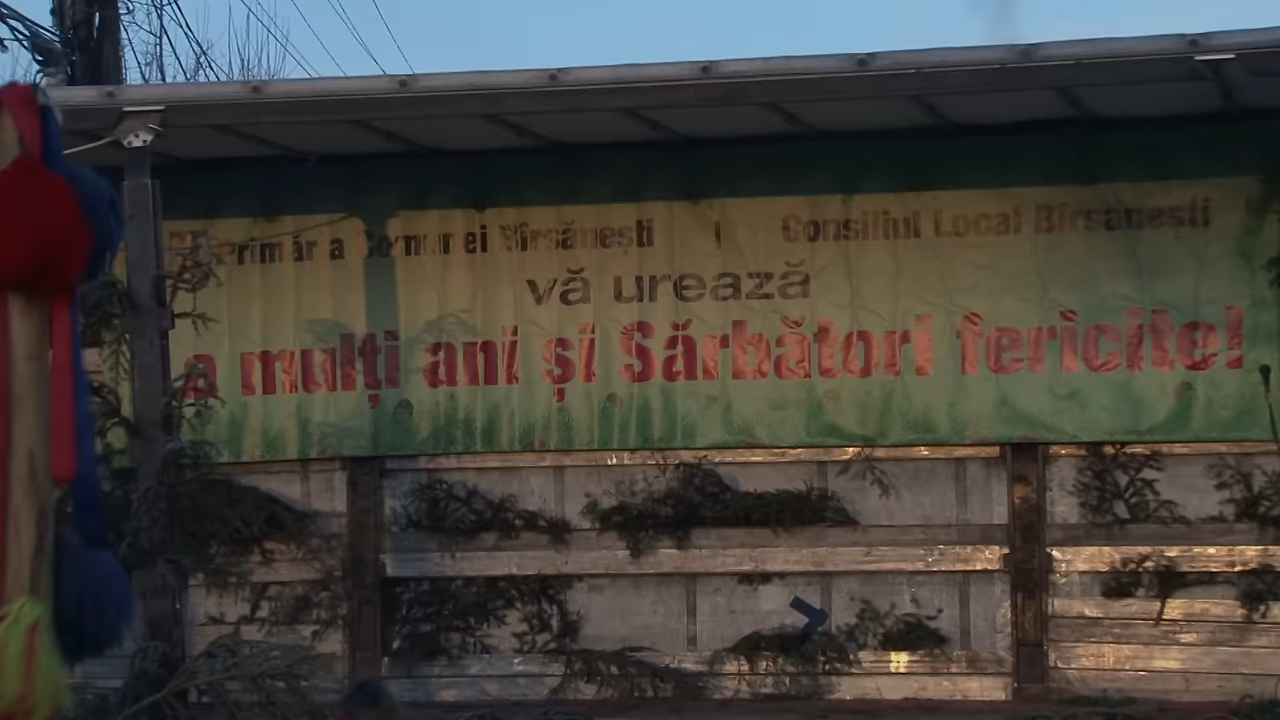 Primăria Comunei Bîrsănești | Consiliul Local Bîrsănești
vă urează
La mulți ani și Sărbători fericite!